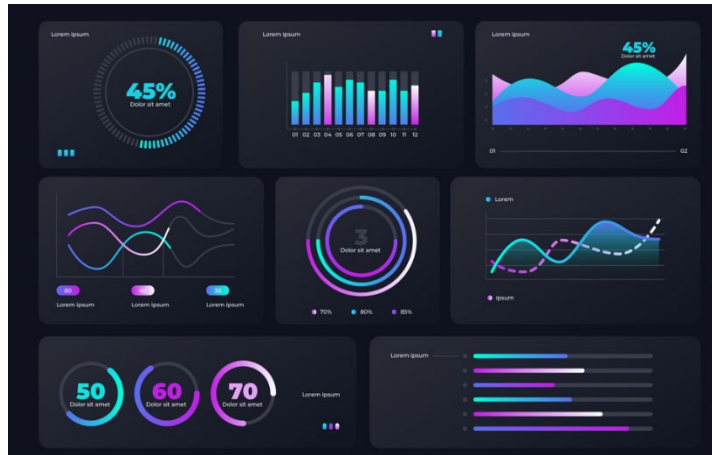 Lorem Ipsum
45%
Dolor sit amet
Lorem Ipsum
01 02 03 04 05 06 07 08 09 10 11 12
Lorem Ipsum
45%
Dolor sit amet
01 02
80
30
Lorem Ipsum Lorem Ipsum Lorem Ipsum
3
Dolor sit amet
70% 80% 85%
Lorem
Ipsum
50 60 70
Dolor sit amet Dolor sit amet Dolor sit amet
Lorem Ipsum
Lorem Ipsum